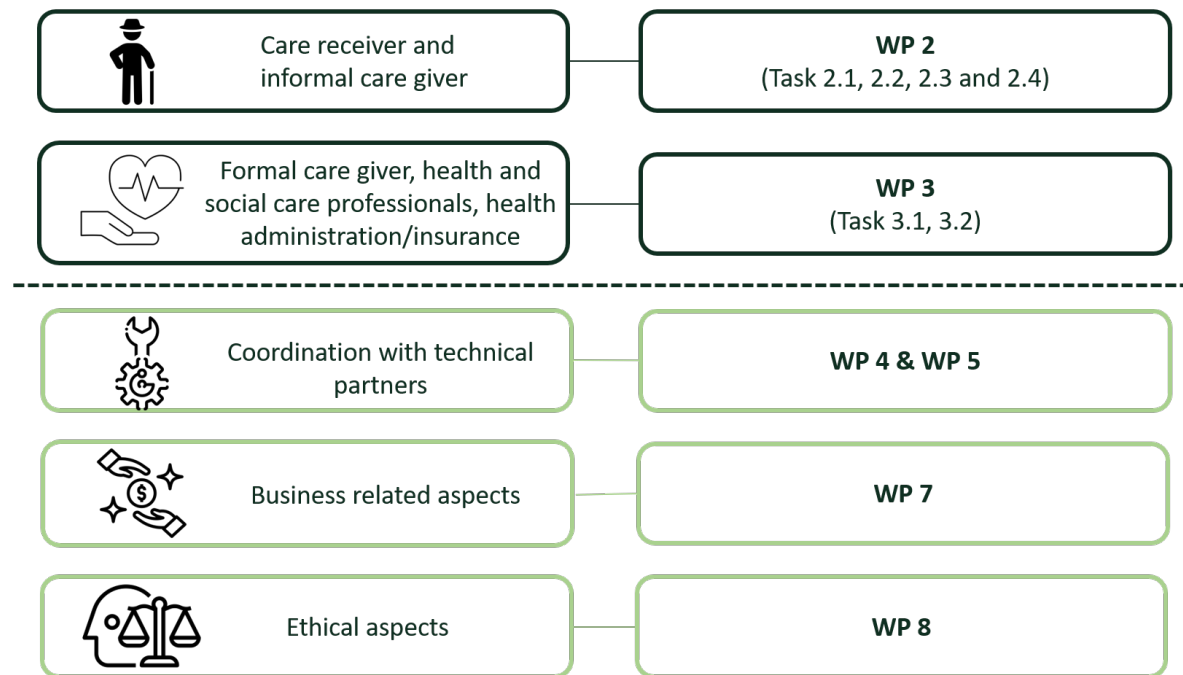 Care receiver and
informal care giver
WP 2
(Task 2.1, 2.2, 2.3 and 2.4)
Formal care giver, health and
social care professionals, health
administration/insurance
WP 3
(Task 3.1, 3.2)
Coordination with technical
partners
WP 4 & WP 5
$
Business related aspects
WP 7
Ethical aspects
WP 8